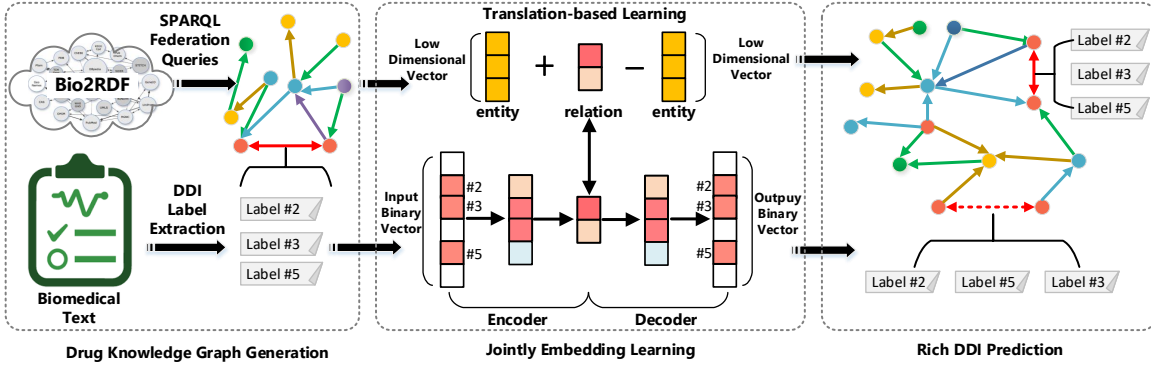 SPARQL
Federation
Queries
Bio2RDF
Label #2
Label #3
Label #5
DDI
Label
Extraction
Biomedical
Text
Drug Knowledge Graph Generation
Translation-based Learning
Low
Dimensional
Vector
+
−
Low
Dimensional
Vector
entity
relation
entity
Input
Binary
Vector
#2
#3
#5
#2
#3
#5
Outpuy
Binary
Vector
Encoder
Decoder
Jointly Embedding Learning
Label #2
Label #3
Label #5
Label #2
Label #5
Label #3
Rich DDI Prediction